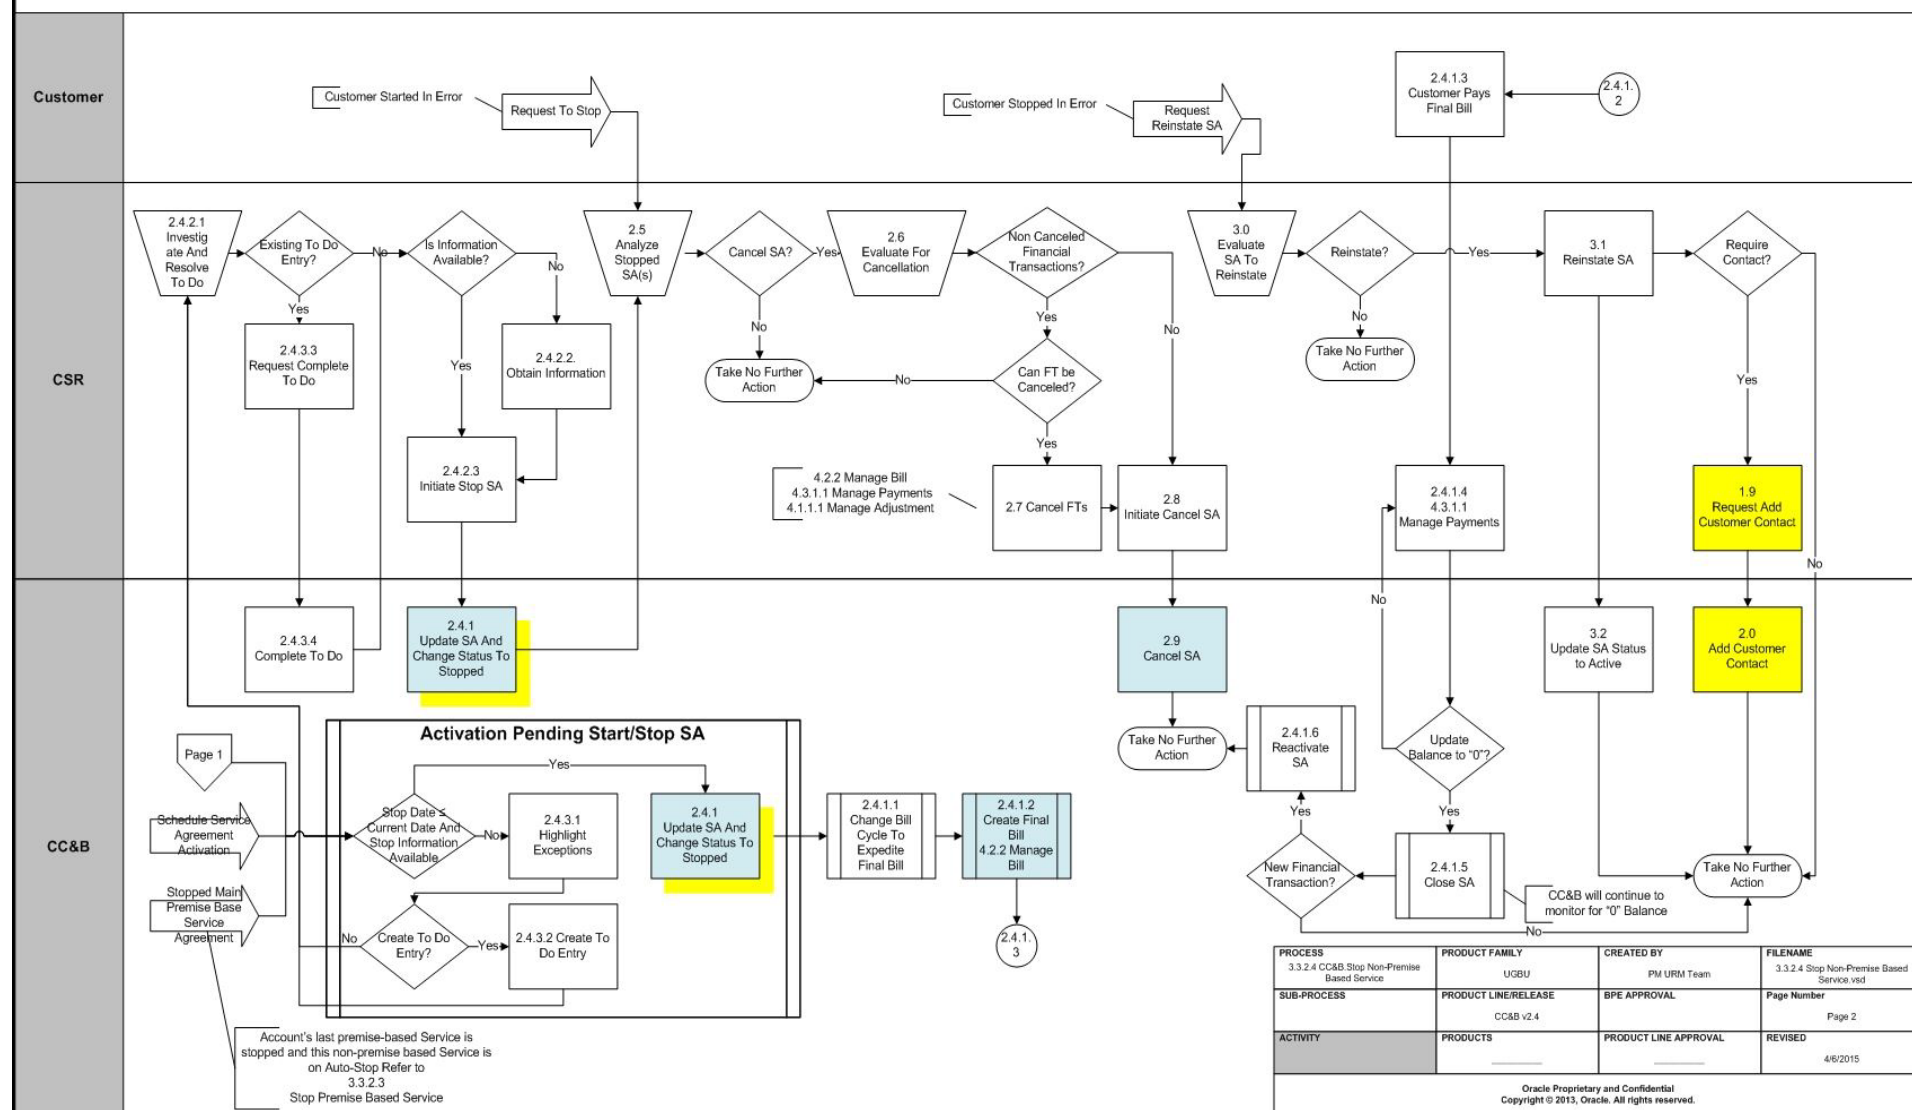 Customer
Customer Started In Error
Request To Stop
Customer Stopped In Error
Request
Reinstate SA
2.4.1.3
Customer Pays
Final Bill
2.4.1.
2
CSR
2.4.2.1
Investig
ate And
Resolve
To Do
Existing To Do
Entry?
No
Yes
2.4.3.3
Request Complete
To Do
Is Information
Available?
No
Yes
2.4.2.2.
Obtain Information
2.4.2.3
Initiate Stop SA
2.5
Analyze
Stopped
SA(s)
Cancel SA?
Yes
No
Take No Further
Action
2.6
Evaluate For
Cancellation
Non Canceled
Financial
Transactions?
Yes
No
Can FT be
Canceled?
No
Yes
4.2.2 Manage Bill
4.3.1.1 Manage Payments
4.1.1.1 Manage Adjustment
2.7 Cancel FTs
2.8
Initiate Cancel SA
3.0
Evaluate
SA To
Reinstate
Reinstate?
Yes
No
Take No Further
Action
2.4.1.4
4.3.1.1
Manage Payments
3.1
Reinstate SA
Require
Contact?
Yes
No
1.9
Request Add
Customer Contact
CC&B
2.4.3.4
Complete To Do
2.4.1
Update SA And
Change Status To
Stopped
2.9
Cancel SA
Take No Further
Action
2.4.1.6
Reactivate
SA
No
Update
Balance to "0"?
Yes
3.2
Update SA Status
to Active
2.0
Add Customer
Contact
Page 1
Schedule Service
Agreement
Activation
Stopped Main
Premise Base
Service
Agreement
Activation Pending Start/Stop SA
Yes
Stop Date ≤
Current Date And
Stop Information
Available
No
2.4.3.1
Highlight
Exceptions
2.4.1
Update SA And
Change Status To
Stopped
No
Create To Do
Entry?
Yes
2.4.3.2 Create To
Do Entry
2.4.1.1
Change Bill
Cycle To
Expedite
Final Bill
2.4.1.2
Create Final
Bill
4.2.2 Manage
Bill
2.4.1.
3
Yes
New Financial
Transaction?
No
2.4.1.5
Close SA
CC&B will continue to
monitor for "0" Balance
Take No Further
Action
Account's last premise-based Service is
stopped and this non-premise based Service is
on Auto-Stop Refer to
3.3.2.3
Stop Premise Based Service
PROCESS
3.3.2.4 CC&B.Stop Non-Premise
Based Service
PRODUCT FAMILY
UGBU
CREATED BY
PM URM Team
FILENAME
3.3.2.4 Stop Non-Premise Based
Service.vsd
SUB-PROCESS
PRODUCT LINE/RELEASE
CC&B v2.4
BPE APPROVAL
Page Number
Page 2
ACTIVITY
PRODUCTS
PRODUCT LINE APPROVAL
REVISED
4/6/2015
Oracle Proprietary and Confidential
Copyright © 2013, Oracle. All rights reserved.